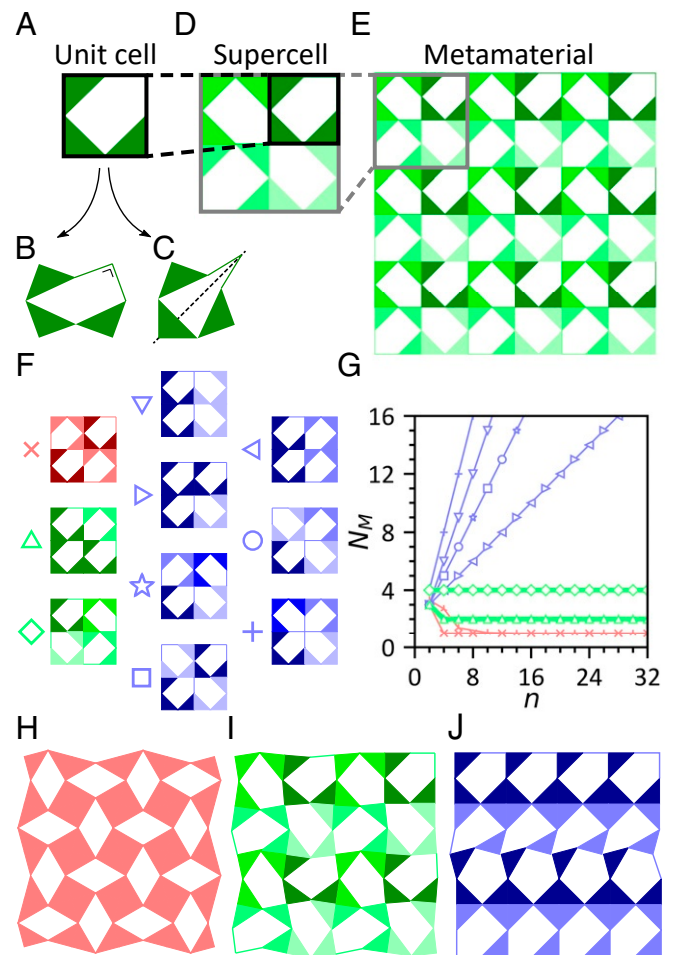 A
D
E
Unit cell
Supercell
Metamaterial
B
C
F
G
16
12
8
4
0
N_M
0
8
16
24
32
n
H
I
J